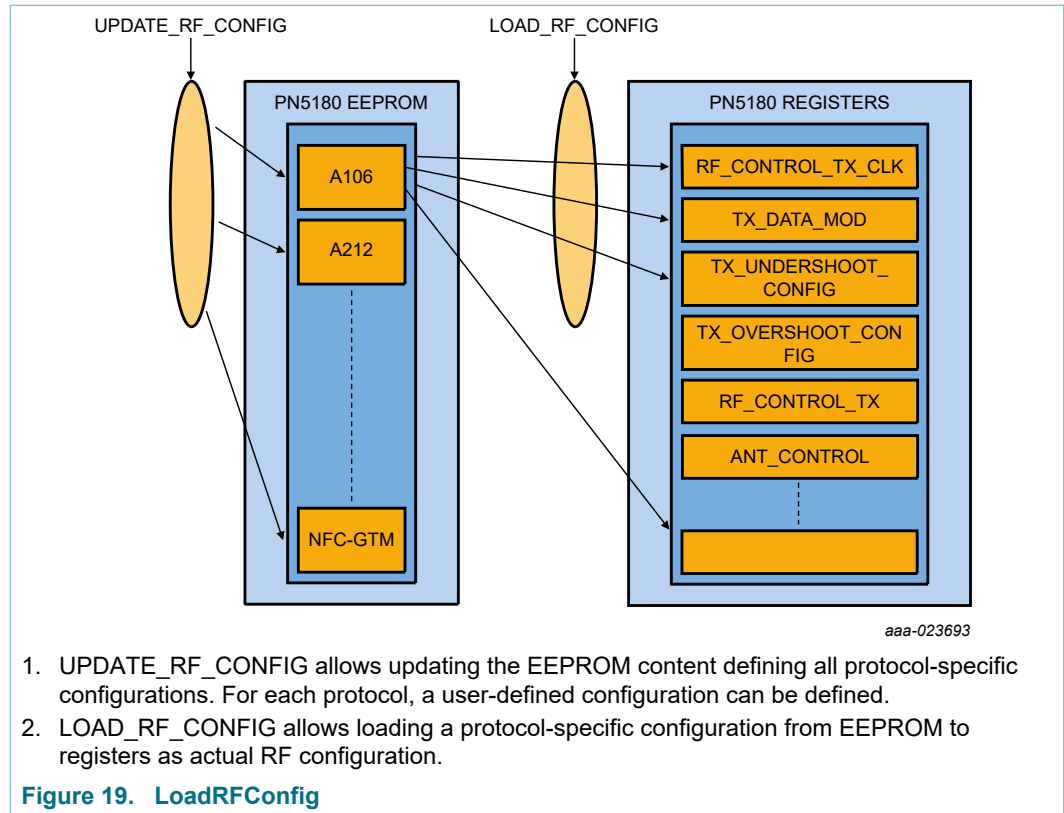 UPDATE_RF_CONFIG
LOAD_RF_CONFIG
PN5180 EEPROM
A106
A212
NFC-GTM
PN5180 REGISTERS
RF_CONTROL_TX_CLK
TX_DATA_MOD
TX_UNDERSHOOT_
CONFIG
TX_OVERSHOOT_CON
FIG
RF_CONTROL_TX
ANT_CONTROL
aaa-023693
1. UPDATE_RF_CONFIG allows updating the EEPROM content defining all protocol-specific
configurations. For each protocol, a user-defined configuration can be defined.
2. LOAD_RF_CONFIG allows loading a protocol-specific configuration from EEPROM to
registers as actual RF configuration.
Figure 19. LoadRFConfig